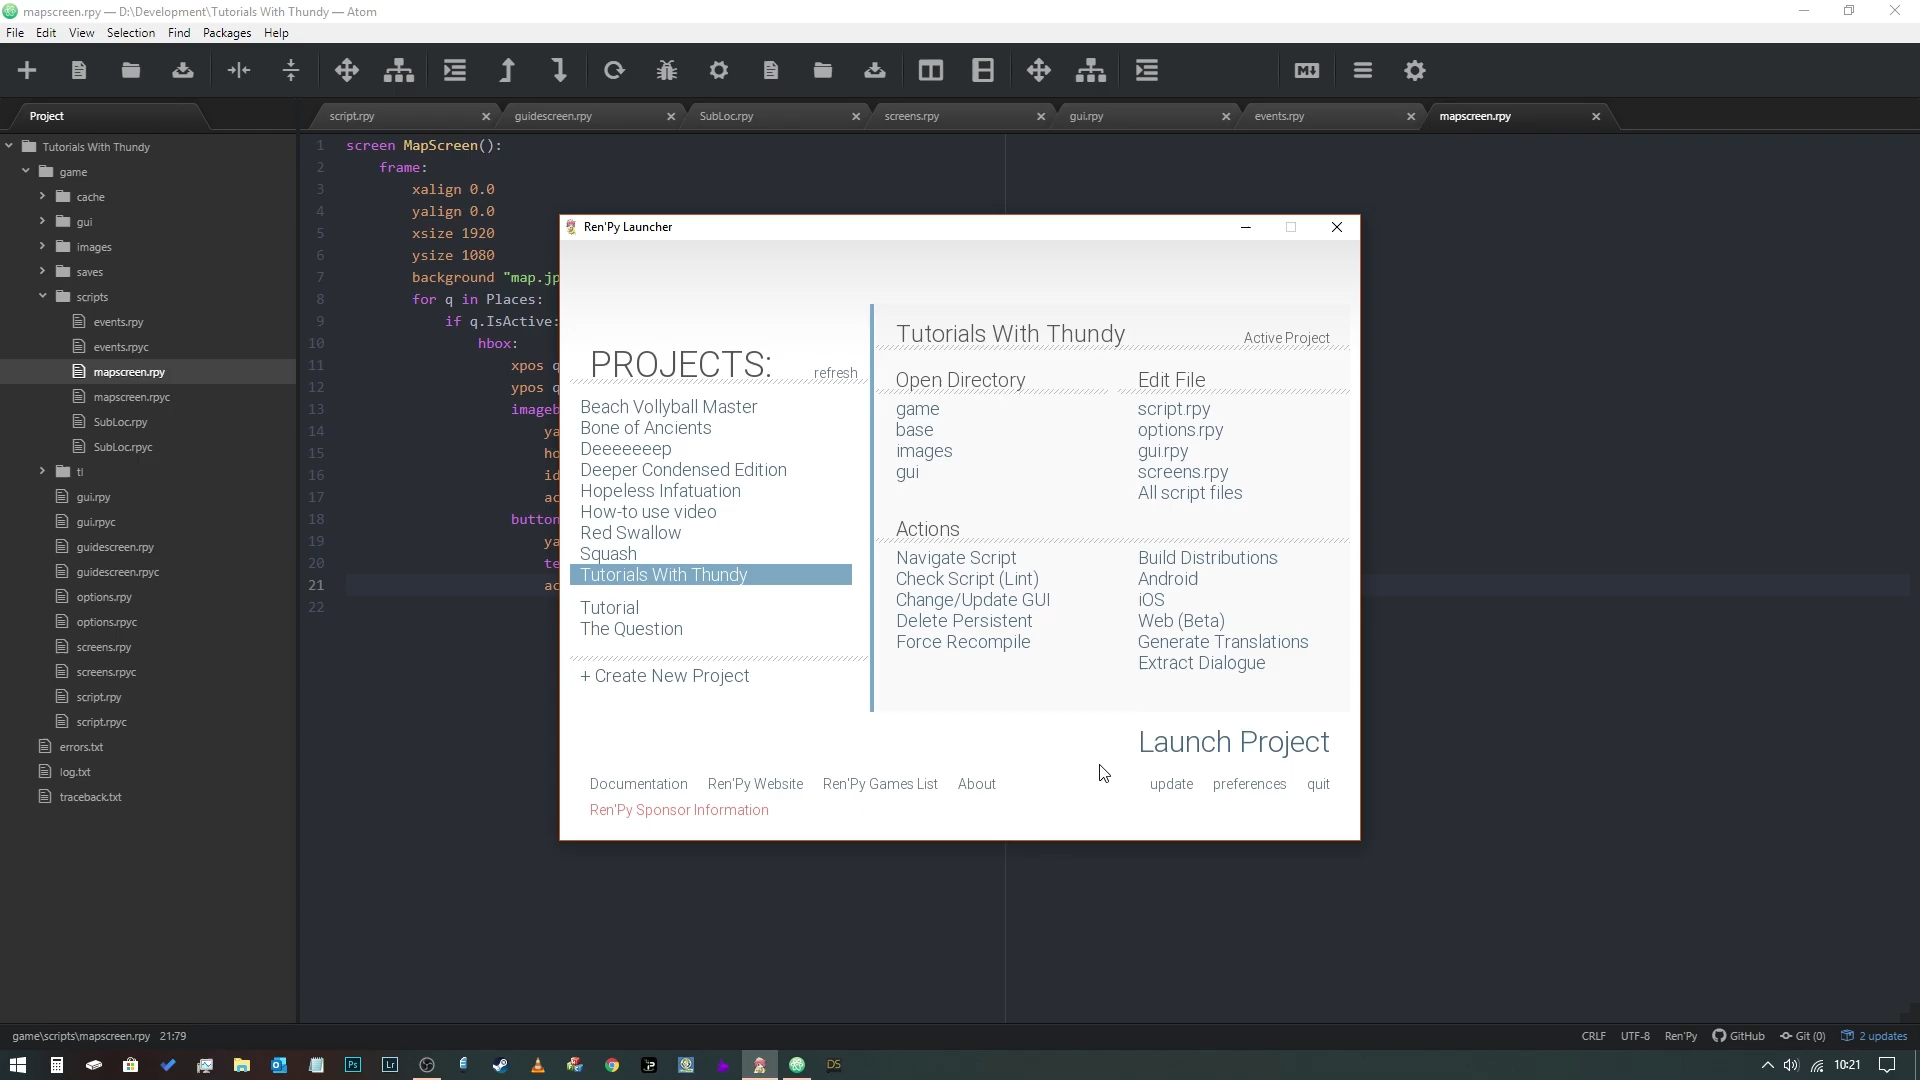 mapscreen.rpy — D:\Development\Tutorials With Thundy — Atom
File Edit View Selection Find Packages Help
Project
script.rpy
guidescreen.rpy
SubLoc.rpy
screens.rpy
gui.rpy
events.rpy
mapscreen.rpy
Tutorials With Thundy
game
cache
gui
images
saves
scripts
events.rpy
events.rpyc
mapscreen.rpy
mapscreen.rpyc
SubLoc.rpy
SubLoc.rpyc
tl
gui.rpy
gui.rpyc
guidescreen.rpy
guidescreen.rpyc
options.rpy
options.rpyc
screens.rpy
screens.rpyc
script.rpy
script.rpyc
errors.txt
log.txt
traceback.txt
1 screen MapScreen():
2 frame:
3 xalign 0.0
4 yalign 0.0
5 xsize 1920
6 ysize 1080
7 background "map.jp
8 for q in Places:
9 if q.IsActive:
10 hbox:
11 xpos q
12 ypos q
13 imageb
14 ya
15 ho
16 id
17 ac
18 button
19 ya
20 te
21 ac
22
Ren'Py Launcher
PROJECTS:
refresh
Beach Vollyball Master
Bone of Ancients
Deeeeeeep
Deeper Condensed Edition
Hopeless Infatuation
How-to use video
Red Swallow
Squash
Tutorials With Thundy
Tutorial
The Question
+ Create New Project
Tutorials With Thundy
Active Project
Open Directory
game
base
images
gui
Edit File
script.rpy
options.rpy
gui.rpy
screens.rpy
All script files
Actions
Navigate Script
Check Script (Lint)
Change/Update GUI
Delete Persistent
Force Recompile
Build Distributions
Android
iOS
Web (Beta)
Generate Translations
Extract Dialogue
Launch Project
Documentation Ren'Py Website Ren'Py Games List About
update preferences quit
Ren'Py Sponsor Information
game\scripts\mapscreen.rpy 21:79
CRLF UTF-8 Ren'Py GitHub Git (0) 2 updates
Ps
Lr
DS
10:21